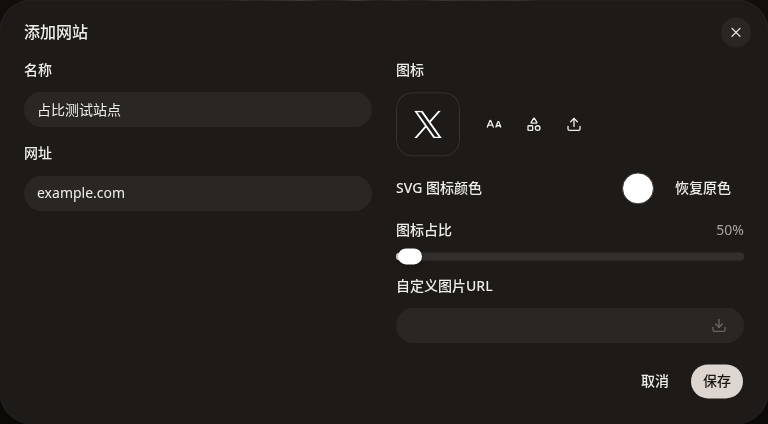 添加网站
名称
占比测试站点
网址
example.com
图标
AA
SVG 图标颜色
恢复原色
图标占比
50%
自定义图片URL
取消
保存